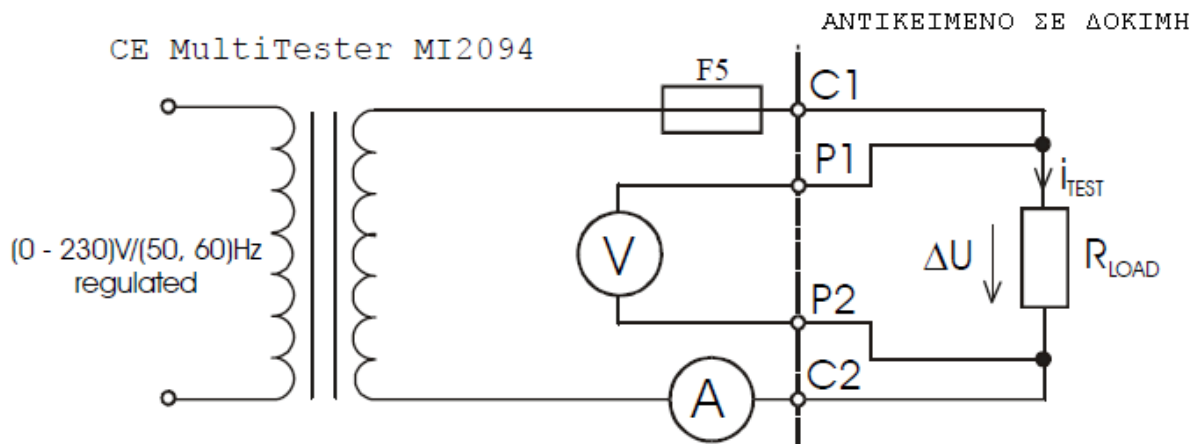 ΑΝΤΙΚΕΙΜΕΝΟ ΣΕ ΔΟΚΙΜΗ
CE MultiTester MI2094
F5
C1
P1
iTEST
(0 - 230)V/(50, 60)Hz
regulated
V
ΔU
RLOAD
P2
C2
A